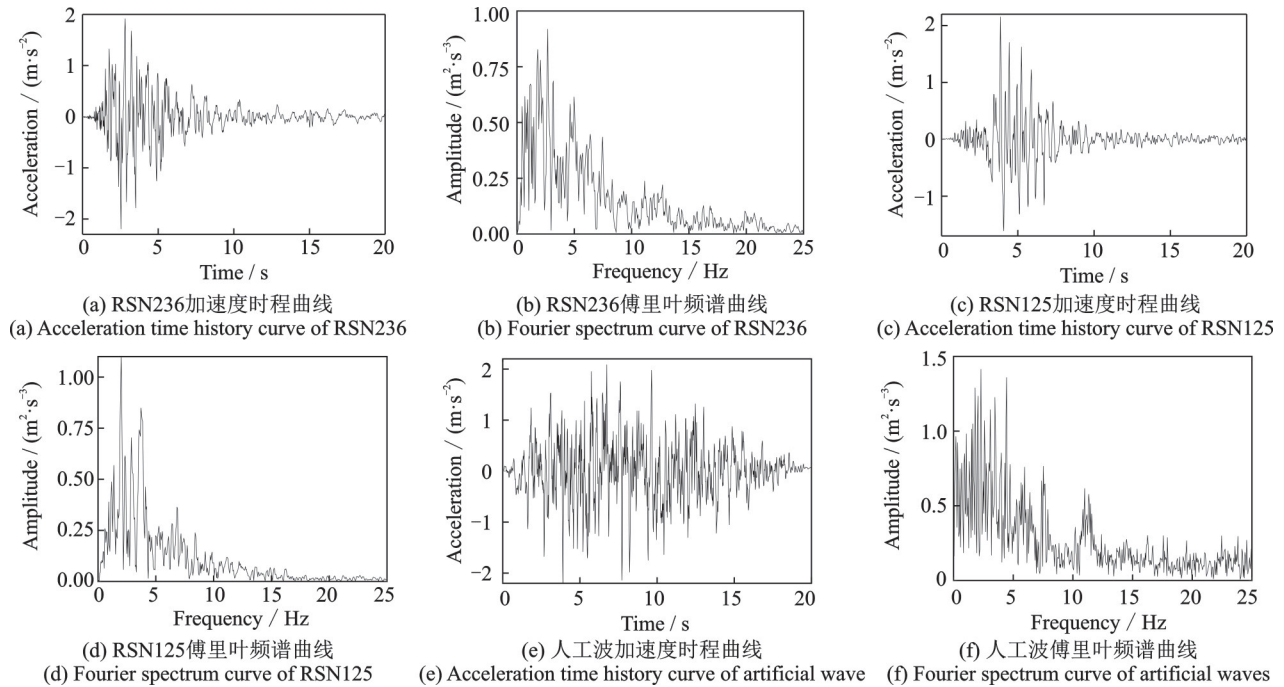 2
1
0
−1
−2
Acceleration / (m·s⁻²)
0 5 10 15 20
Time / s
(a) RSN236加速度时程曲线
(a) Acceleration time history curve of RSN236
1.00
0.75
0.50
0.25
0.00
Amplitude / (m²·s⁻³)
0 5 10 15 20 25
Frequency / Hz
(b) RSN236傅里叶频谱曲线
(b) Fourier spectrum curve of RSN236
2
1
0
−1
Acceleration / (m·s⁻²)
0 5 10 15 20
Time / s
(c) RSN125加速度时程曲线
(c) Acceleration time history curve of RSN125
1.00
0.75
0.50
0.25
0.00
Amplitude / (m²·s⁻³)
0 5 10 15 20 25
Frequency / Hz
(d) RSN125傅里叶频谱曲线
(d) Fourier spectrum curve of RSN125
2
1
0
−1
−2
Acceleration / (m·s⁻²)
0 5 10 15 20
Time / s
(e) 人工波加速度时程曲线
(e) Acceleration time history curve of artificial wave
1.5
1.0
0.5
0
Amplitude / (m²·s⁻³)
0 5 10 15 20 25
Frequency / Hz
(f) 人工波傅里叶频谱曲线
(f) Fourier spectrum curve of artificial waves